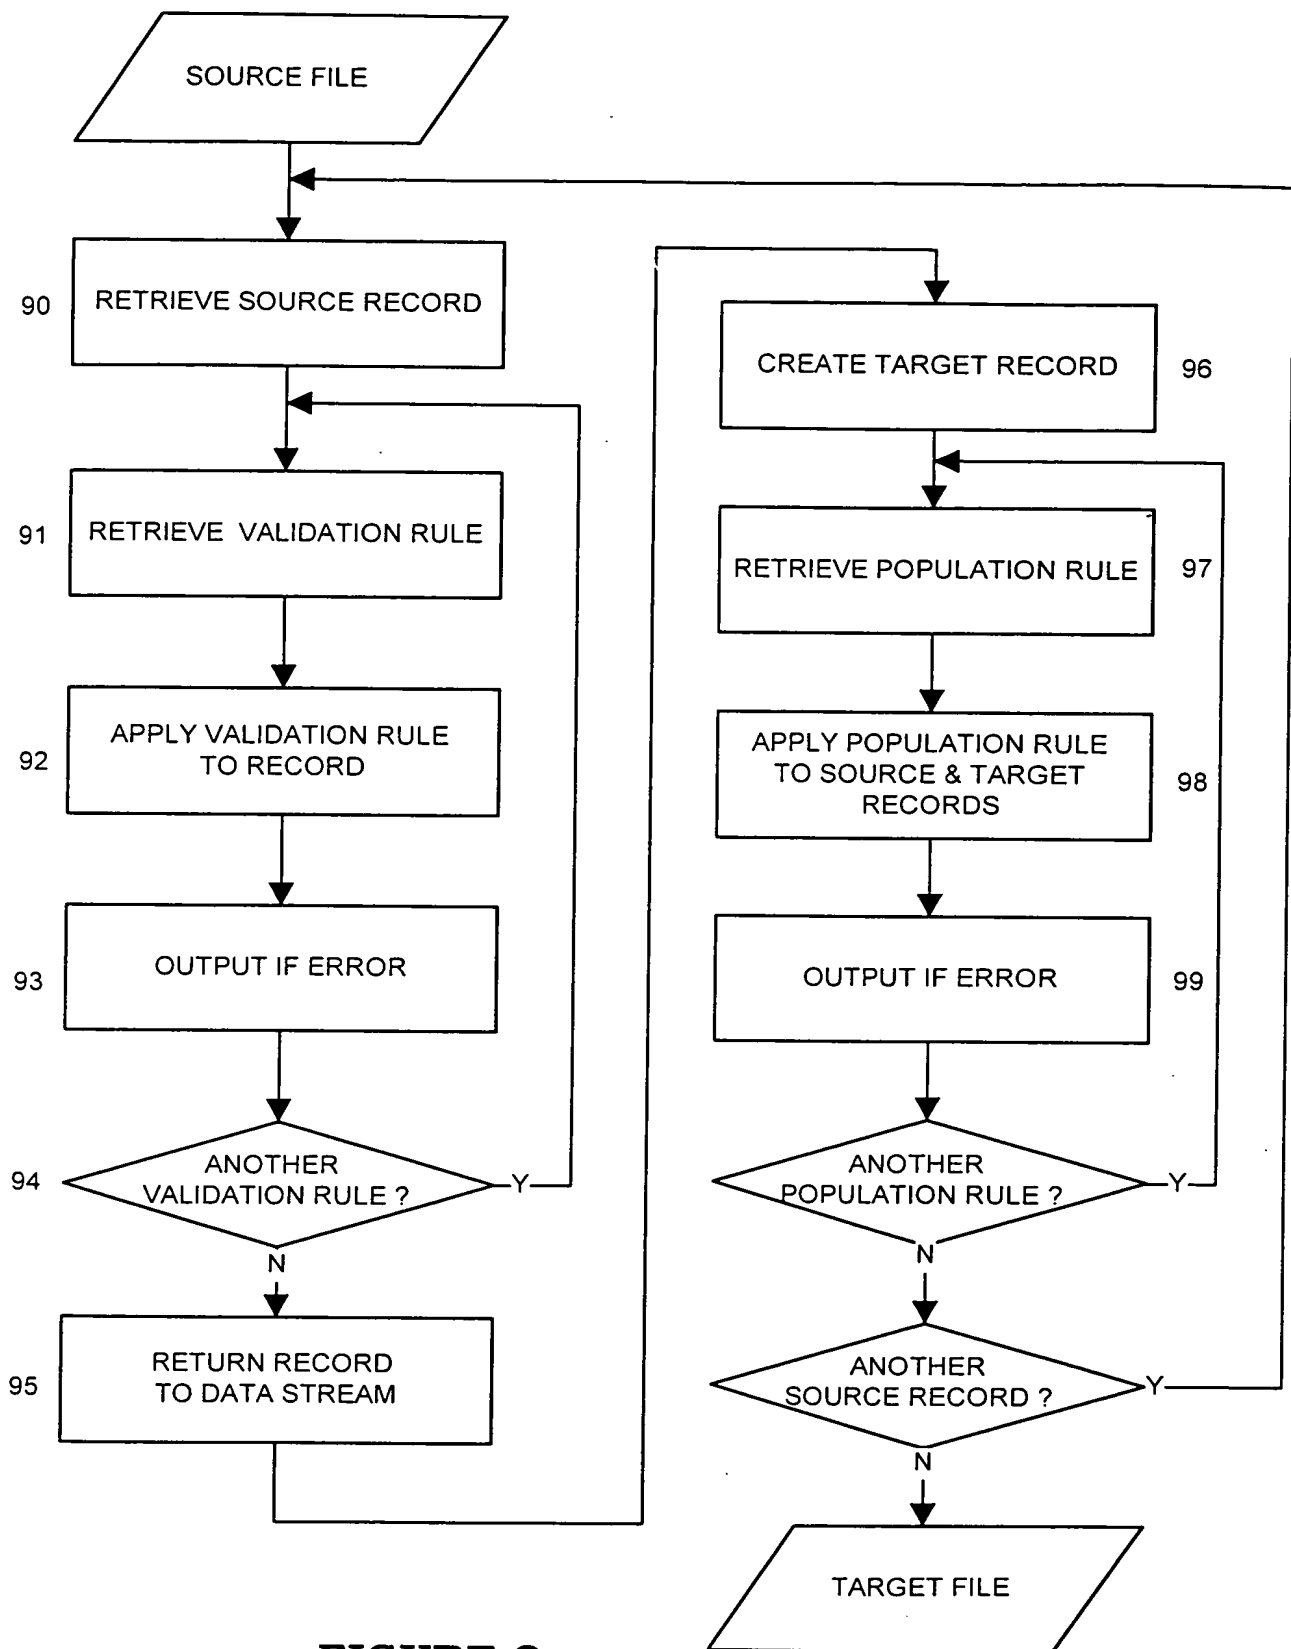 SOURCE FILE
90
RETRIEVE SOURCE RECORD
91
RETRIEVE VALIDATION RULE
92
APPLY VALIDATION RULE
TO RECORD
93
OUTPUT IF ERROR
94
ANOTHER
VALIDATION RULE ?
Y
N
95
RETURN RECORD
TO DATA STREAM
CREATE TARGET RECORD
96
RETRIEVE POPULATION RULE
97
APPLY POPULATION RULE
TO SOURCE & TARGET
RECORDS
98
OUTPUT IF ERROR
99
ANOTHER
POPULATION RULE ?
Y
N
ANOTHER
SOURCE RECORD ?
Y
N
TARGET FILE
FIGURE